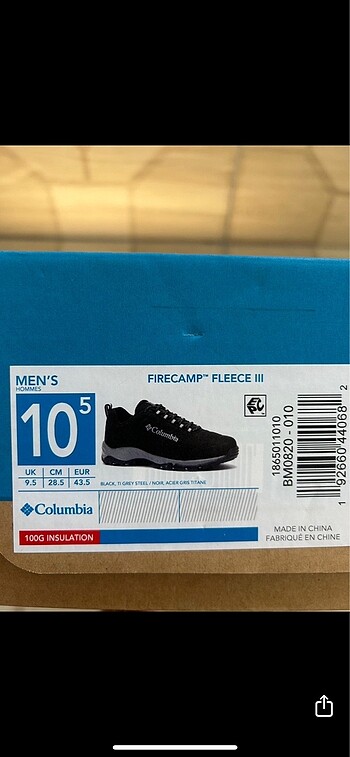 MEN'S
HOMMES
FIRECAMP™ FLEECE III
10⁵
Columbia
UK | CM | EUR
9.5 | 28.5 | 43.5
BLACK, TI GREY STEEL / NOIR, ACIER GRIS TITANE
Columbia
100G INSULATION
1865011010
BM0820 - 010
1 92660 44068 2
MADE IN CHINA
FABRIQUÉ EN CHINE